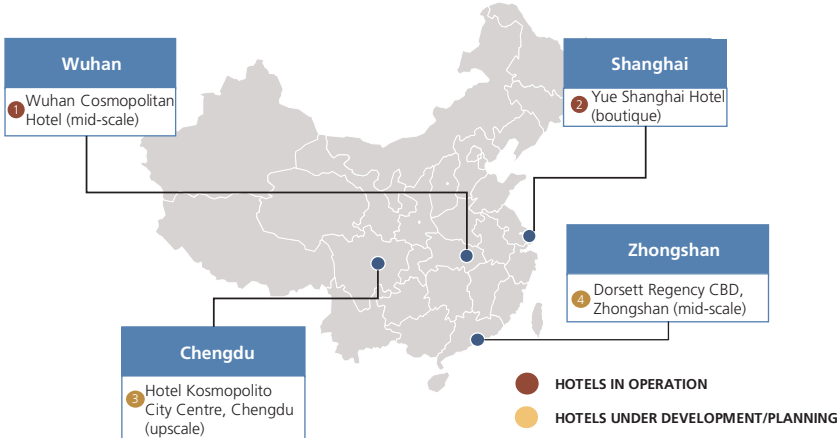 Wuhan
1 Wuhan Cosmopolitan
Hotel (mid-scale)
Shanghai
2 Yue Shanghai Hotel
(boutique)
Zhongshan
4 Dorsett Regency CBD,
Zhongshan (mid-scale)
Chengdu
3 Hotel Kosmopolito
City Centre, Chengdu
(upscale)
HOTELS IN OPERATION
HOTELS UNDER DEVELOPMENT/PLANNING